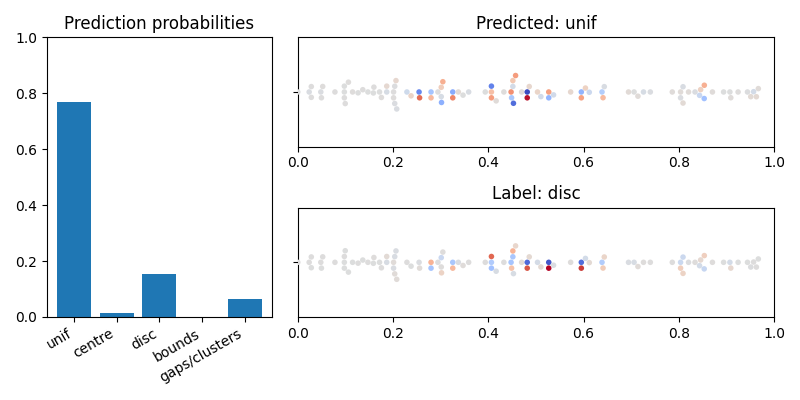 Prediction probabilities
1.0
0.8
0.6
0.4
0.2
0.0
unif
centre
disc
bounds
gaps/clusters
Predicted: unif
0.0 0.2 0.4 0.6 0.8 1.0
Label: disc
0.0 0.2 0.4 0.6 0.8 1.0